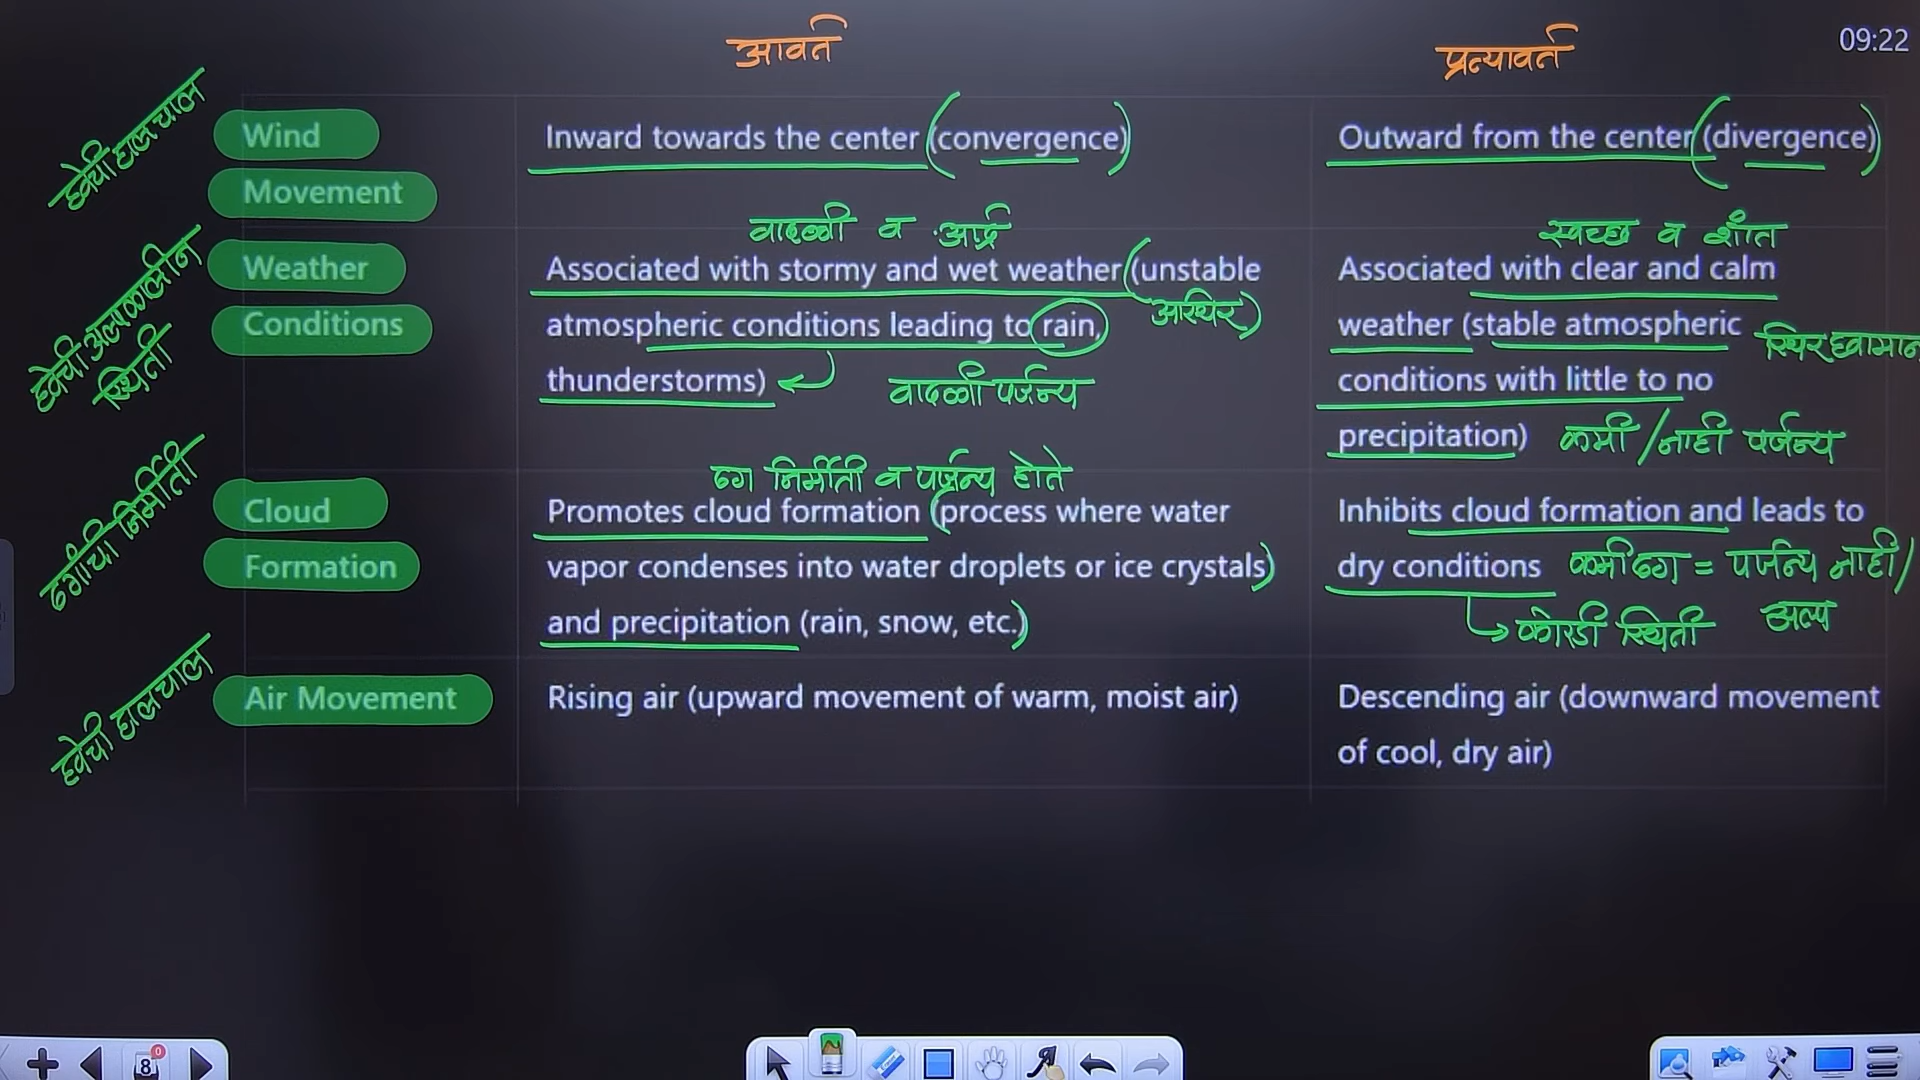 आवर्त
प्रत्यावर्त
09:22
हवेची हालचाल
Wind
Movement
Inward towards the center (convergence)
Outward from the center (divergence)
हवेची अल्पकालीन
स्थिती
Weather
Conditions
वादळी व आर्द्र
Associated with stormy and wet weather (unstable
अस्थिर)
atmospheric conditions leading to rain,
thunderstorms)
वादळी पर्जन्य
स्वच्छ व शांत
Associated with clear and calm
weather (stable atmospheric
स्थिर हवामान
conditions with little to no
precipitation)
कमी / नाही पर्जन्य
ढगांची निर्मिती
Cloud
Formation
ढग निर्मिती व पर्जन्य होते
Promotes cloud formation (process where water
vapor condenses into water droplets or ice crystals)
and precipitation (rain, snow, etc.)
Inhibits cloud formation and leads to
dry conditions
कमी ढग = पर्जन्य नाही/
अल्प
कोरडी स्थिती
हवेची हालचाल
Air Movement
Rising air (upward movement of warm, moist air)
Descending air (downward movement
of cool, dry air)
8
0